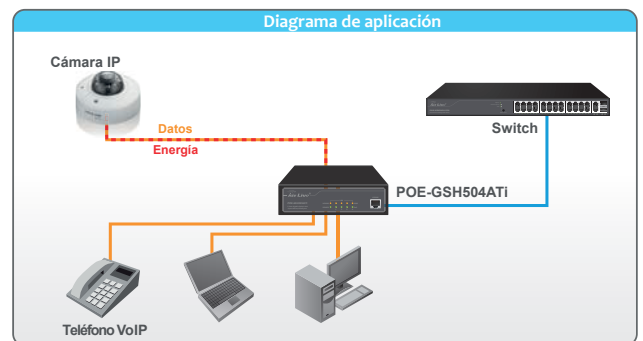 Diagrama de aplicación
Cámara IP
Datos
Energía
Switch
POE-GSH504ATi
Teléfono VoIP